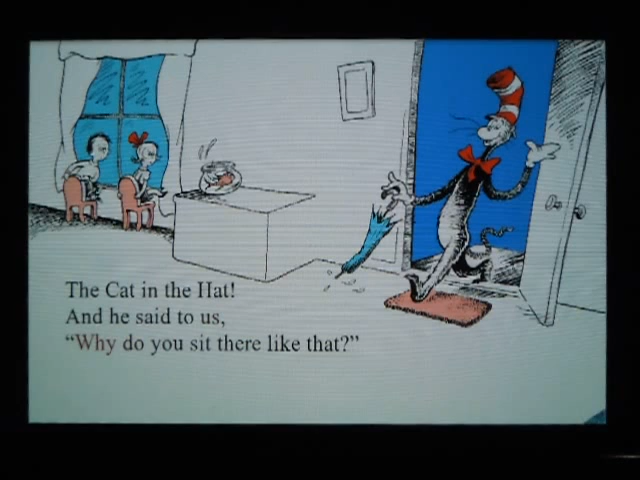 The Cat in the Hat!
And he said to us,
“Why do you sit there like that?”